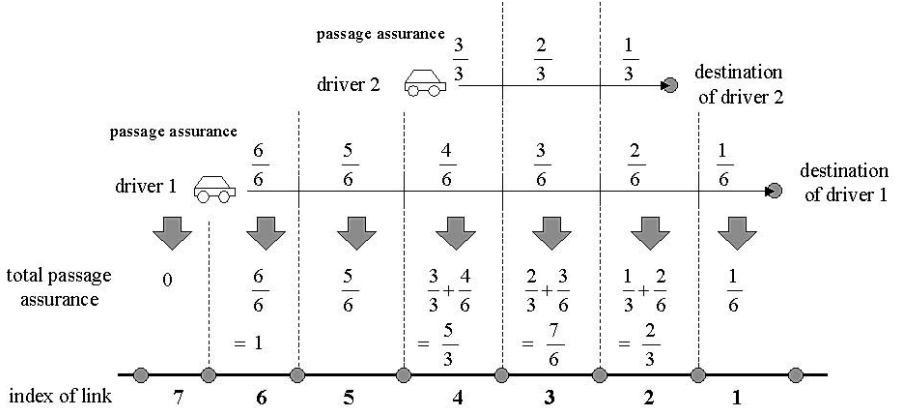 passage assurance
3/3 2/3 1/3
driver 2
destination
of driver 2
passage assurance
6/6 5/6 4/6 3/6 2/6 1/6
driver 1
destination
of driver 1
total passage
assurance
0 6/6 5/6 3/3+4/6 2/3+3/6 1/3+2/6 1/6
= 1 = 5/3 = 7/6 = 2/3
index of link 7 6 5 4 3 2 1